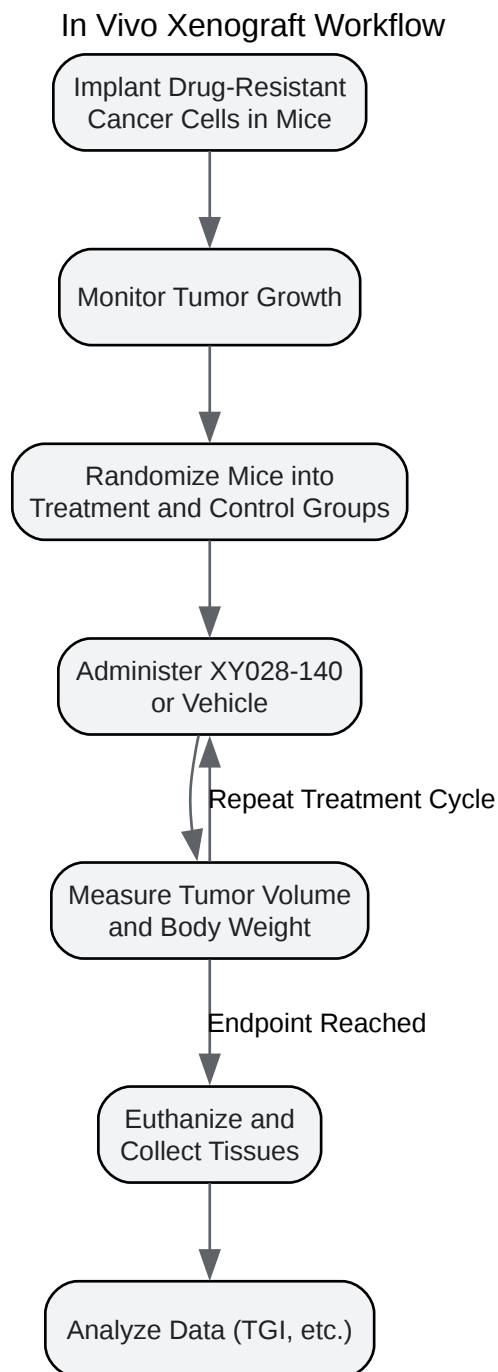 In Vivo Xenograft Workflow
Implant Drug-Resistant
Cancer Cells in Mice
Monitor Tumor Growth
Randomize Mice into
Treatment and Control Groups
Administer XY028-140
or Vehicle
Repeat Treatment Cycle
Measure Tumor Volume
and Body Weight
Endpoint Reached
Euthanize and
Collect Tissues
Analyze Data (TGI, etc.)